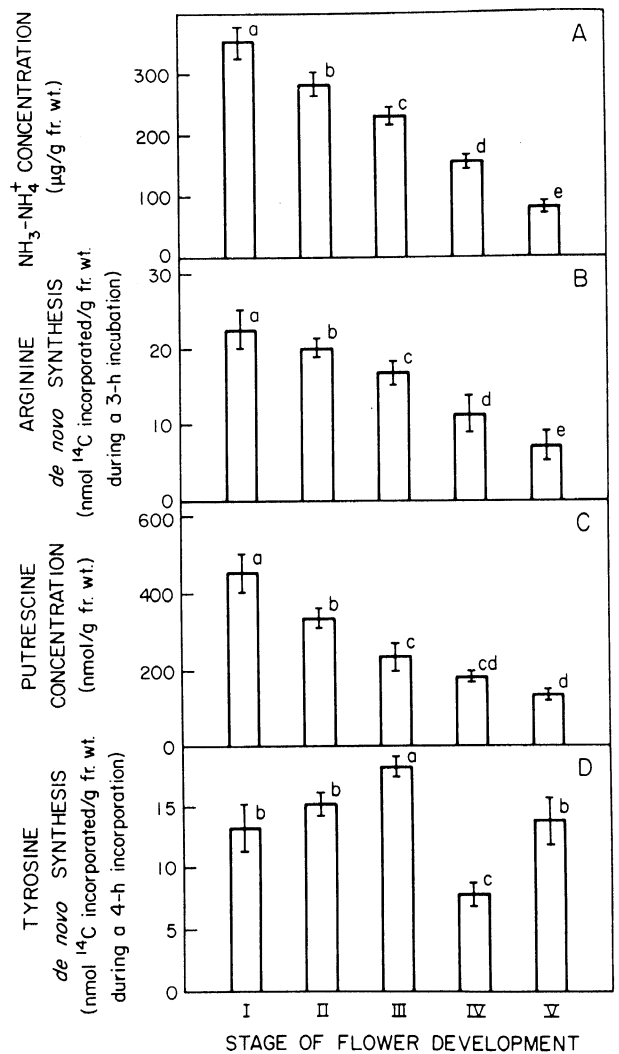 NH₃-NH₄⁺ CONCENTRATION
(μg/g fr. wt.)
A
300
200
100
0
a
b
c
d
e
ARGININE
de novo SYNTHESIS
(nmol ¹⁴C incorporated/g fr. wt.
during a 3-h incubation)
B
30
20
10
0
a
b
c
d
e
PUTRESCINE
CONCENTRATION
(nmol/g fr. wt.)
C
600
400
200
0
a
b
c
cd
d
TYROSINE
de novo SYNTHESIS
(nmol ¹⁴C incorporated/g fr. wt.
during a 4-h incorporation)
D
15
10
5
0
b
b
a
c
b
I II III IV V
STAGE OF FLOWER DEVELOPMENT